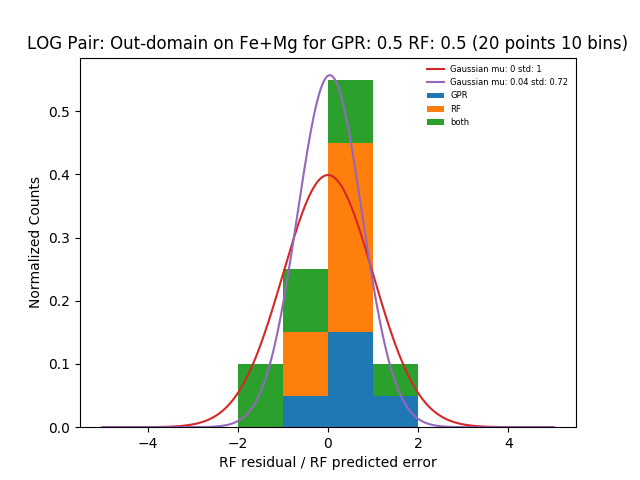 LOG Pair: Out-domain on Fe+Mg for GPR: 0.5 RF: 0.5 (20 points 10 bins)
Gaussian mu: 0 std: 1
Gaussian mu: 0.04 std: 0.72
GPR
RF
both
Normalized Counts
0.5
0.4
0.3
0.2
0.1
0.0
−4
−2
0
2
4
RF residual / RF predicted error